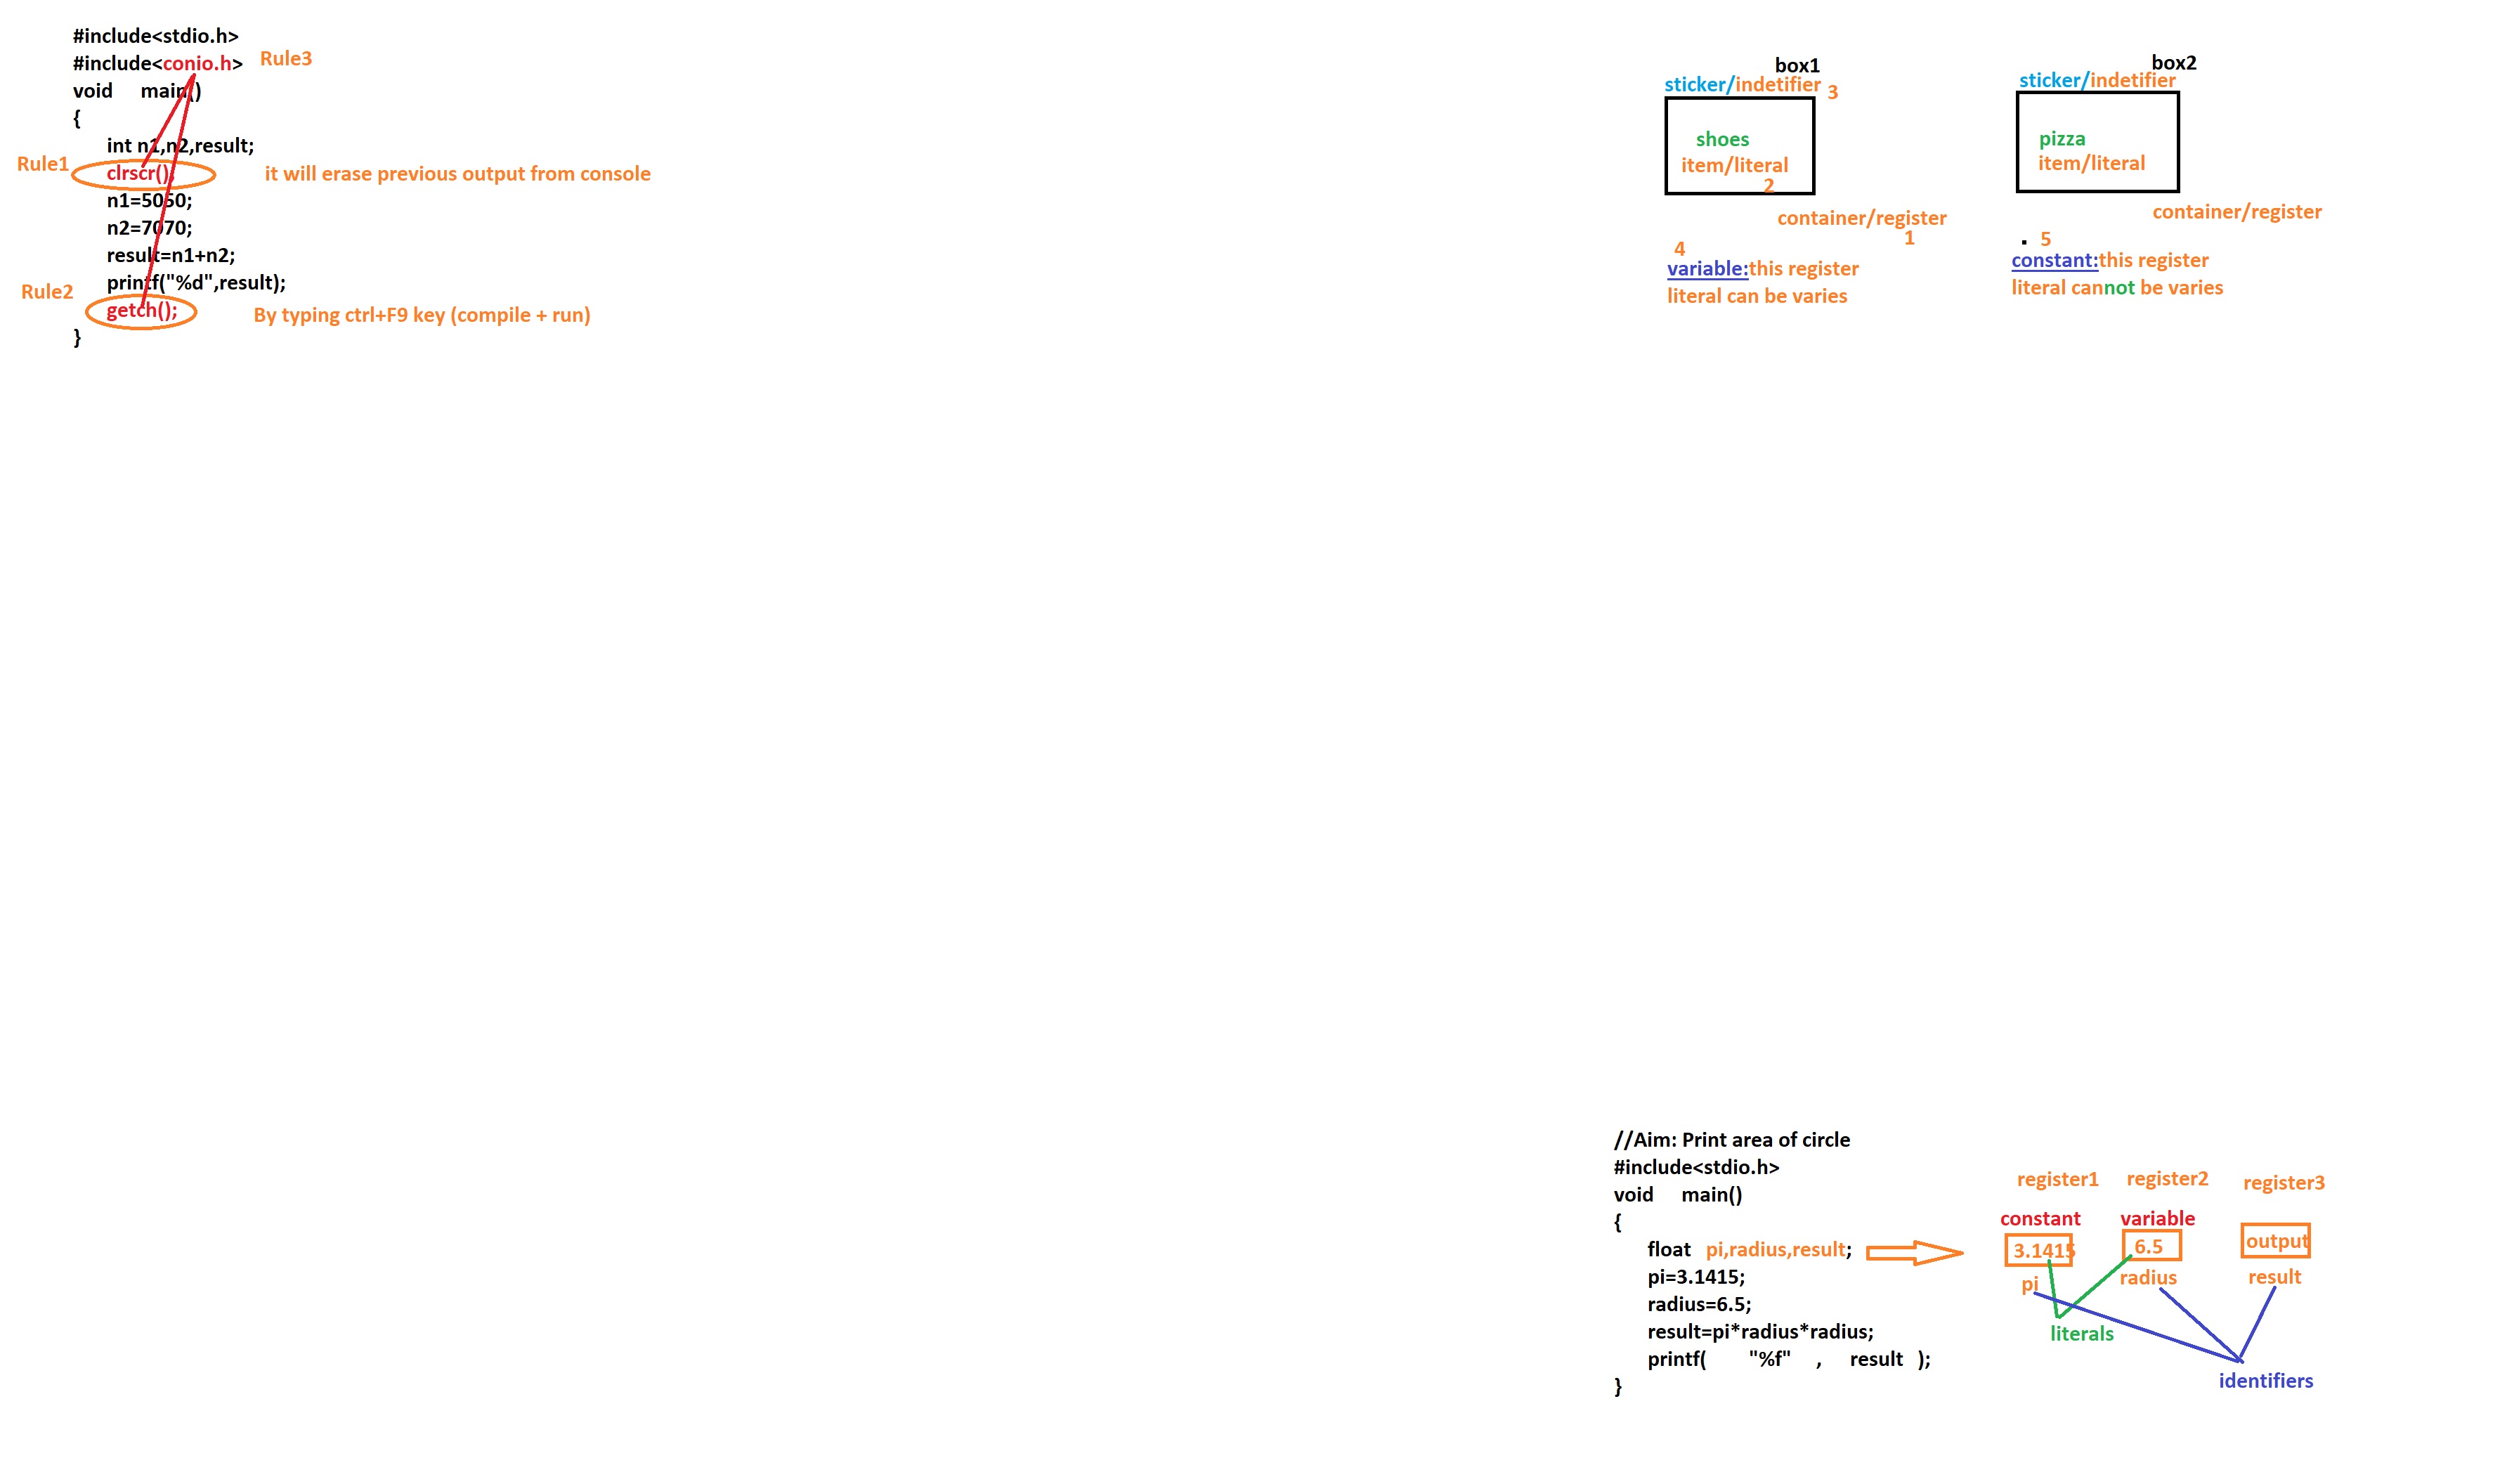 #include<stdio.h>
#include<conio.h> Rule3
void main()
{
int n1,n2,result;
Rule1 clrscr(); it will erase previous output from console
n1=5050;
n2=7070;
result=n1+n2;
printf("%d",result);
Rule2 getch(); By typing ctrl+F9 key (compile + run)
}
box1
sticker/indetifier 3
shoes
item/literal
2
container/register
1
4
variable:this register
literal can be varies
box2
sticker/indetifier
pizza
item/literal
container/register
. 5
constant:this register
literal cannot be varies
//Aim: Print area of circle
#include<stdio.h>
void main()
{
float pi,radius,result;
pi=3.1415;
radius=6.5;
result=pi*radius*radius;
printf( "%f" , result );
}
register1 register2 register3
constant variable
3.1415 6.5 output
pi radius result
literals
identifiers